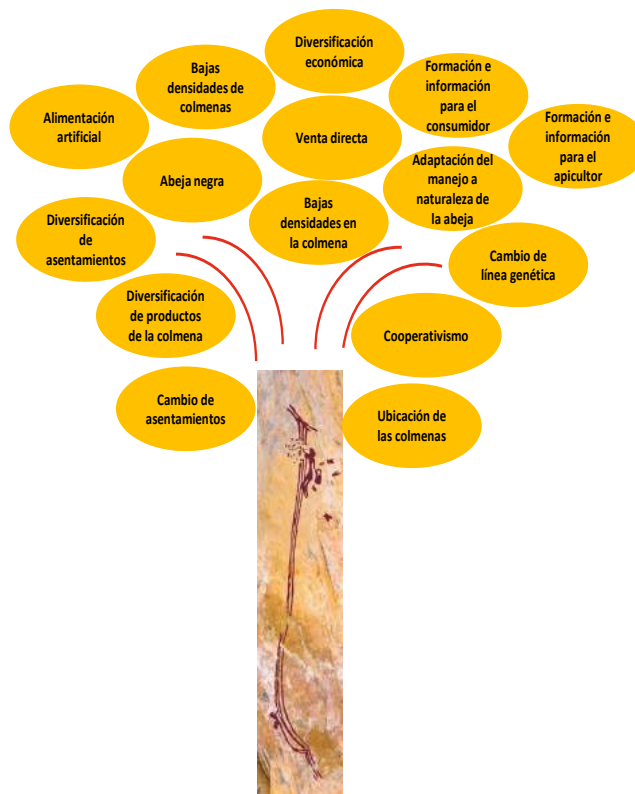 Diversificación
económica
Bajas
densidades de
colmenas
Formación e
información
para el
consumidor
Alimentación
artificial
Venta directa
Formación e
información
para el
apicultor
Abeja negra
Adaptación del
manejo a
naturaleza de
la abeja
Bajas
densidades en
la colmena
Diversificación
de
asentamientos
Cambio de
línea genética
Diversificación
de productos
de la colmena
Cooperativismo
Cambio de
asentamientos
Ubicación de
las colmenas